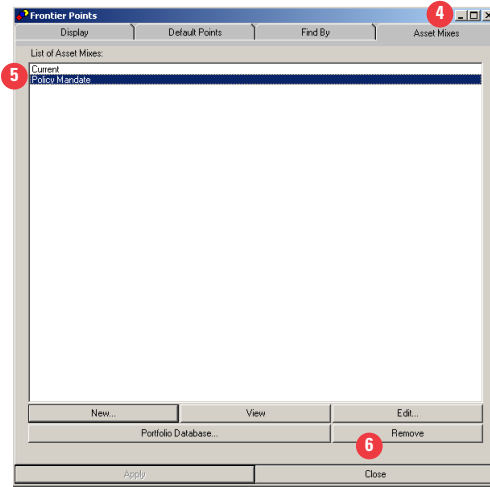 Frontier Points
4
Display Default Points Find By Asset Mixes
List of Asset Mixes:
5
Current
Policy Mandate
New... View Edit...
Portfolio Database... Remove
6
Apply Close